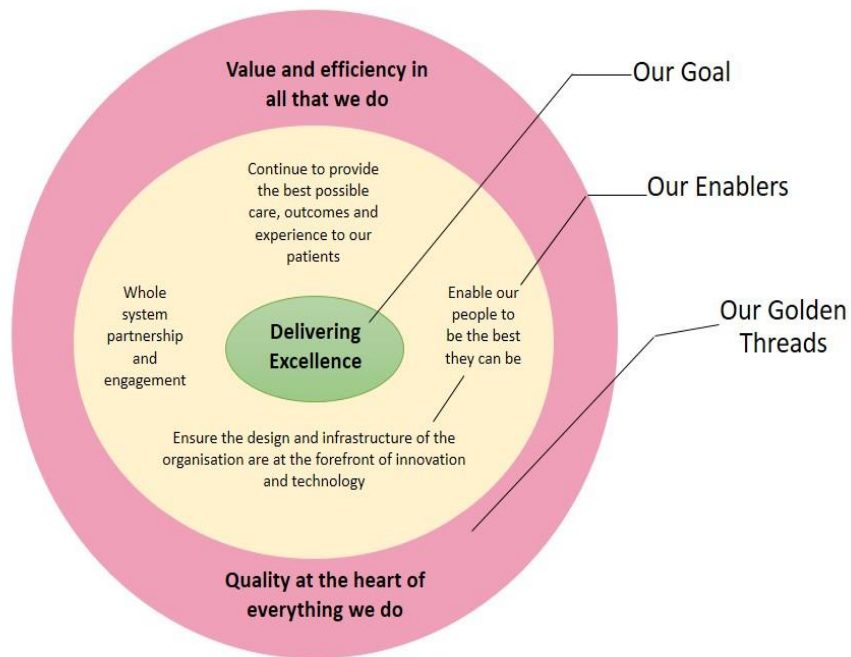 Value and efficiency in
all that we do
Our Goal
Continue to provide
the best possible
care, outcomes and
experience to our
patients
Our Enablers
Whole
system
partnership
and
engagement
Delivering
Excellence
Enable our
people to
be the best
they can be
Our Golden
Threads
Ensure the design and infrastructure of the
organisation are at the forefront of innovation
and technology
Quality at the heart of
everything we do